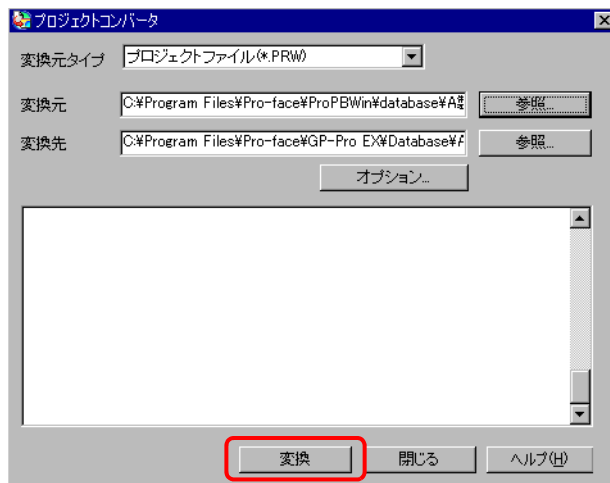 プロジェクトコンバータ
変換元タイプ プロジェクトファイル(*.PRW)
変換元 C:¥Program Files¥Pro-face¥ProPBWin¥database¥A 参照...
変換先 C:¥Program Files¥Pro-face¥GP-Pro EX¥Database¥ 参照...
オプション...
変換 閉じる ヘルプ(H)